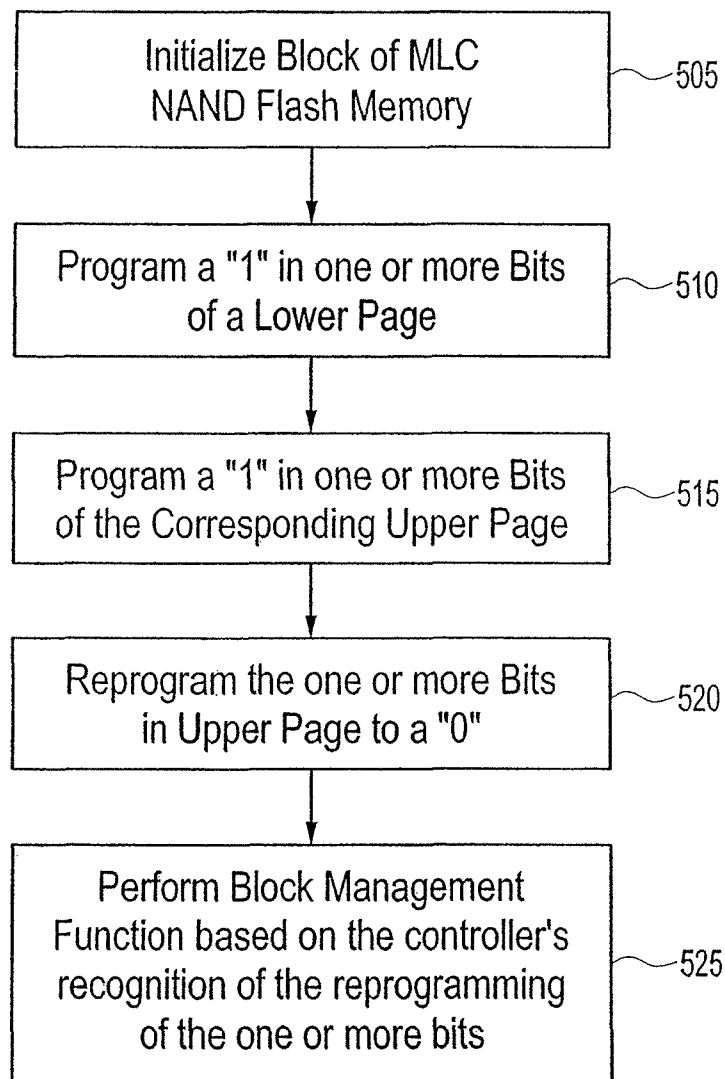 Initialize Block of MLC
NAND Flash Memory
505
Program a "1" in one or more Bits
of a Lower Page
510
Program a "1" in one or more Bits
of the Corresponding Upper Page
515
Reprogram the one or more Bits
in Upper Page to a "0"
520
Perform Block Management
Function based on the controller's
recognition of the reprogramming
of the one or more bits
525